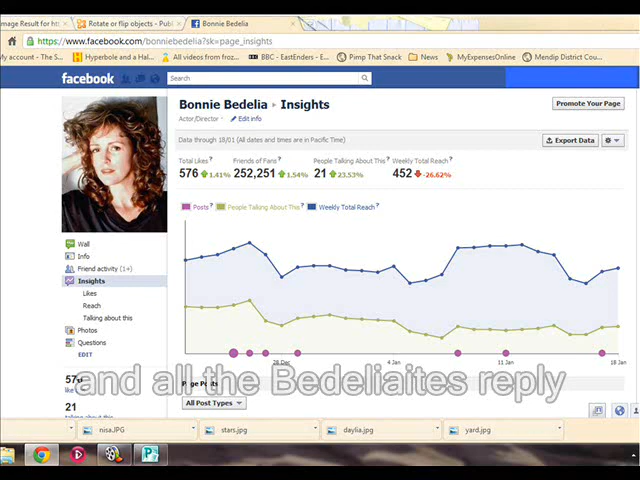 mage Result for ht
Rotate or flip objects - Publ
Bonnie Bedelia
https://www.facebook.com/bonniebedelia?sk=page_insights
My account - The S...
Hyperbole and a Hal...
All videos from froz...
BBC - EastEnders - E...
Pimp That Snack
News
MyExpensesOnline
Mendip District Cou...
facebook
Search
Bonnie Bedelia ▸ Insights
Promote Your Page
Actor/Director · Edit info
Data through 18/01 (All dates and times are in Pacific Time)
Export Data
Total Likes?
576 1.41%
Friends of Fans?
252,251 1.54%
People Talking About This?
21 23.53%
Weekly Total Reach?
452 -26.62%
Posts? People Talking About This? Weekly Total Reach?
Wall
Info
Friend activity (1+)
Insights
Likes
Reach
Talking about this
Photos
Questions
EDIT
28 Dec 4 Jan 11 Jan 18 Jan
and all the Bedeliaites reply
Page Posts
All Post Types
21
talking about this
nisa.JPG
stars.jpg
daylia.jpg
yard.jpg